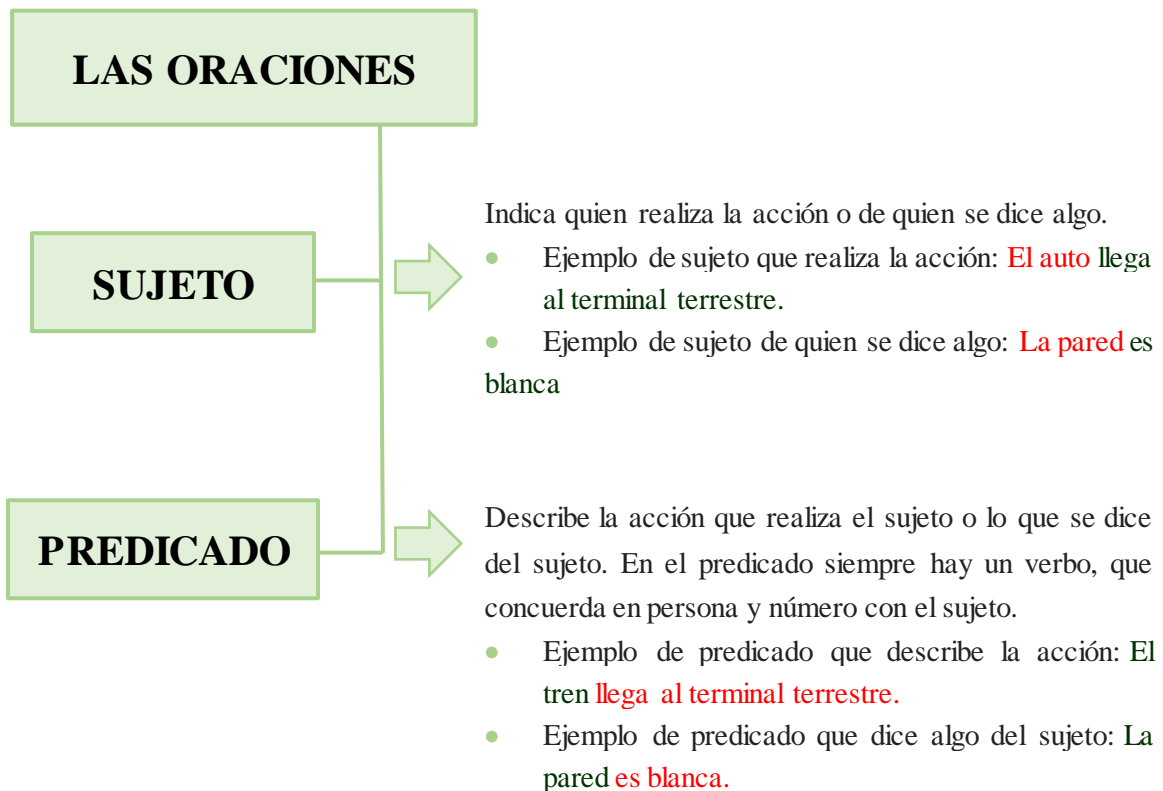 LAS ORACIONES
SUJETO
Indica quien realiza la acción o de quien se dice algo.
• Ejemplo de sujeto que realiza la acción: El auto llega
al terminal terrestre.
• Ejemplo de sujeto de quien se dice algo: La pared es
blanca
PREDICADO
Describe la acción que realiza el sujeto o lo que se dice
del sujeto. En el predicado siempre hay un verbo, que
concuerda en persona y número con el sujeto.
• Ejemplo de predicado que describe la acción: El
tren llega al terminal terrestre.
• Ejemplo de predicado que dice algo del sujeto: La
pared es blanca.